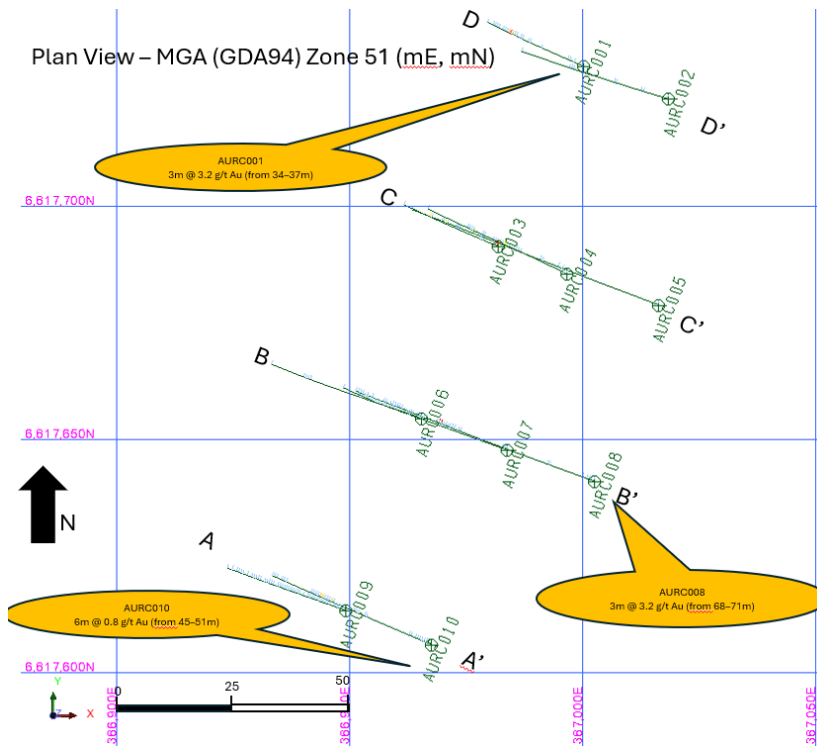 D
Plan View – MGA (GDA94) Zone 51 (mE, mN)
AURC001
AURC002
D’
AURC001
3m @ 3.2 g/t Au (from 34–37m)
C
6,617,700N
AURC003
AURC004
AURC005
C’
B
AURC006
6,617,650N
AURC007
AURC008
B’
N
A
AURC008
3m @ 3.2 g/t Au (from 68–71m)
AURC010
6m @ 0.8 g/t Au (from 45–51m)
AURC009
AURC010
A’
6,617,600N
Y
X
0
25
50
366,900E
367,000E
367,050E